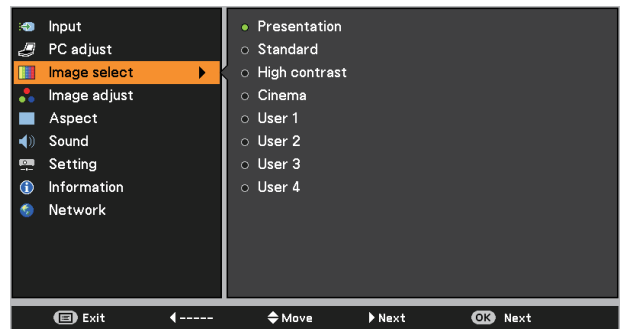 Input
PC adjust
Image select
Image adjust
Aspect
Sound
Setting
Information
Network
Presentation
Standard
High contrast
Cinema
User 1
User 2
User 3
User 4
Exit ----- Move Next OK Next